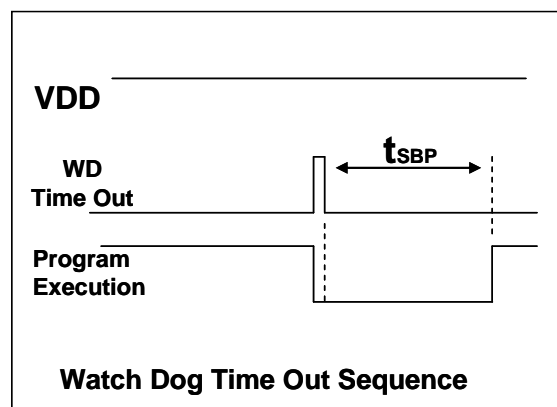 VDD
tSBP
WD
Time Out
Program
Execution
Watch Dog Time Out Sequence